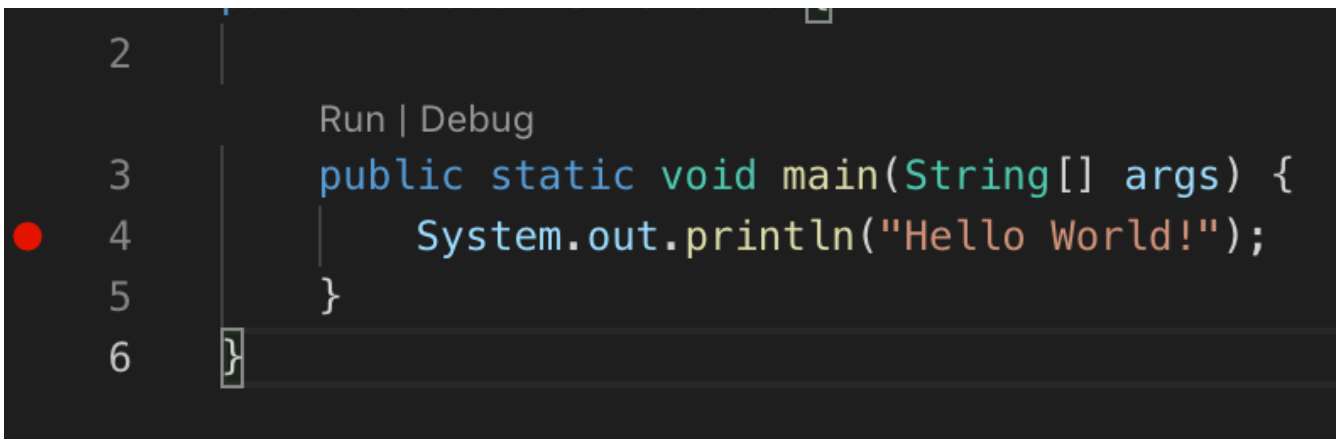 2
Run | Debug
3 public static void main(String[] args) {
4 System.out.println("Hello World!");
5 }
6 }